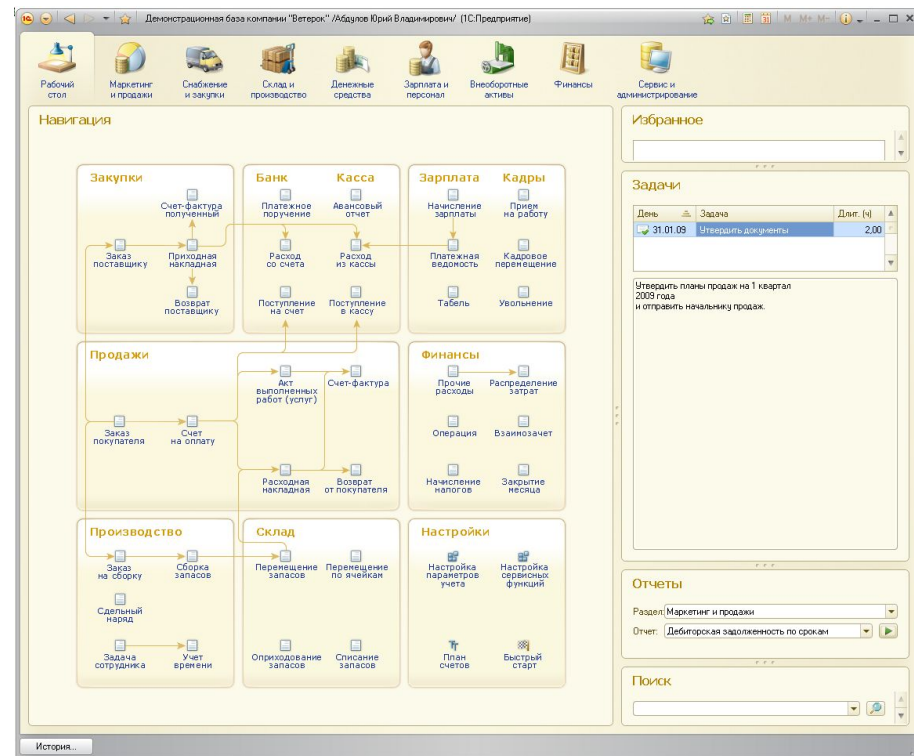 Демонстрационная база компании "Ветерок" /Абдулов Юрий Владимирович/ (1С:Предприятие)
M M+ M-
Рабочий
стол
Маркетинг
и продажи
Снабжение
и закупки
Склад и
производство
Денежные
средства
Зарплата и
персонал
Внеоборотные
активы
Финансы
Сервис и
администрирование
Навигация
Закупки
Счет-фактура
полученный
Заказ
поставщику
Приходная
накладная
Возврат
поставщику
Банк Касса
Платежное
поручение
Авансовый
отчет
Расход
со счета
Расход
из кассы
Поступление
на счет
Поступление
в кассу
Зарплата Кадры
Начисление
зарплаты
Прием
на работу
Платежная
ведомость
Кадровое
перемещение
Табель
Увольнение
Продажи
Акт
выполненных
работ (услуг)
Счет-фактура
Заказ
покупателя
Счет
на оплату
Расходная
накладная
Возврат
от покупателя
Финансы
Прочие
расходы
Распределение
затрат
Операция
Взаимозачет
Начисление
налогов
Закрытие
месяца
Производство
Заказ
на сборку
Сборка
запасов
Сдельный
наряд
Задача
сотрудника
Учет
времени
Склад
Перемещение
запасов
Перемещение
по ячейкам
Оприходование
запасов
Списание
запасов
Настройки
Настройка
параметров
учета
Настройка
сервисных
функций
План
счетов
Быстрый
старт
Избранное
Задачи
День Задача Длит. (ч)
31.01.09 Утвердить документы 2,00
Утвердить планы продаж на 1 квартал
2009 года
и отправить начальнику продаж.
Отчеты
Раздел: Маркетинг и продажи
Отчет: Дебиторская задолженность по срокам
Поиск
История...